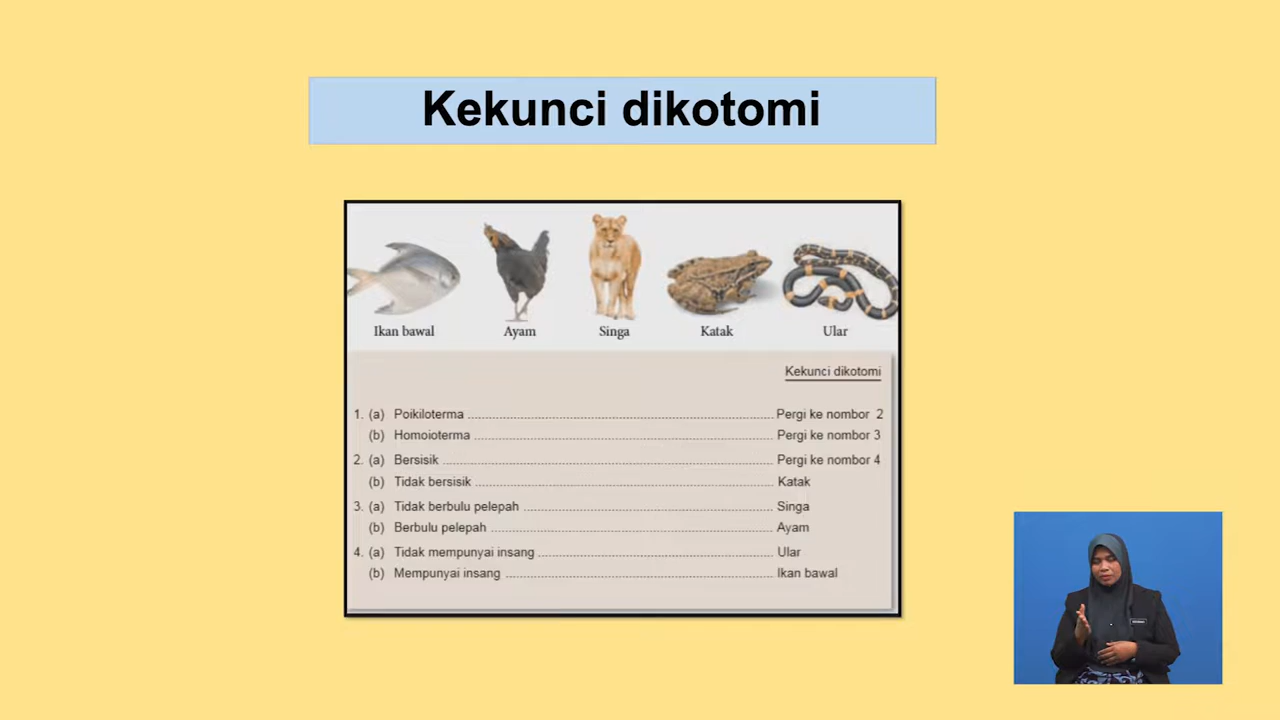 Kekunci dikotomi
Ikan bawal
Ayam
Singa
Katak
Ular
Kekunci dikotomi
1. (a) Poikiloterma ........................................ Pergi ke nombor 2
(b) Homoioterma ........................................ Pergi ke nombor 3
2. (a) Bersisik ........................................ Pergi ke nombor 4
(b) Tidak bersisik ........................................ Katak
3. (a) Tidak berbulu pelepah ........................................ Singa
(b) Berbulu pelepah ........................................ Ayam
4. (a) Tidak mempunyai insang ........................................ Ular
(b) Mempunyai insang ........................................ Ikan bawal